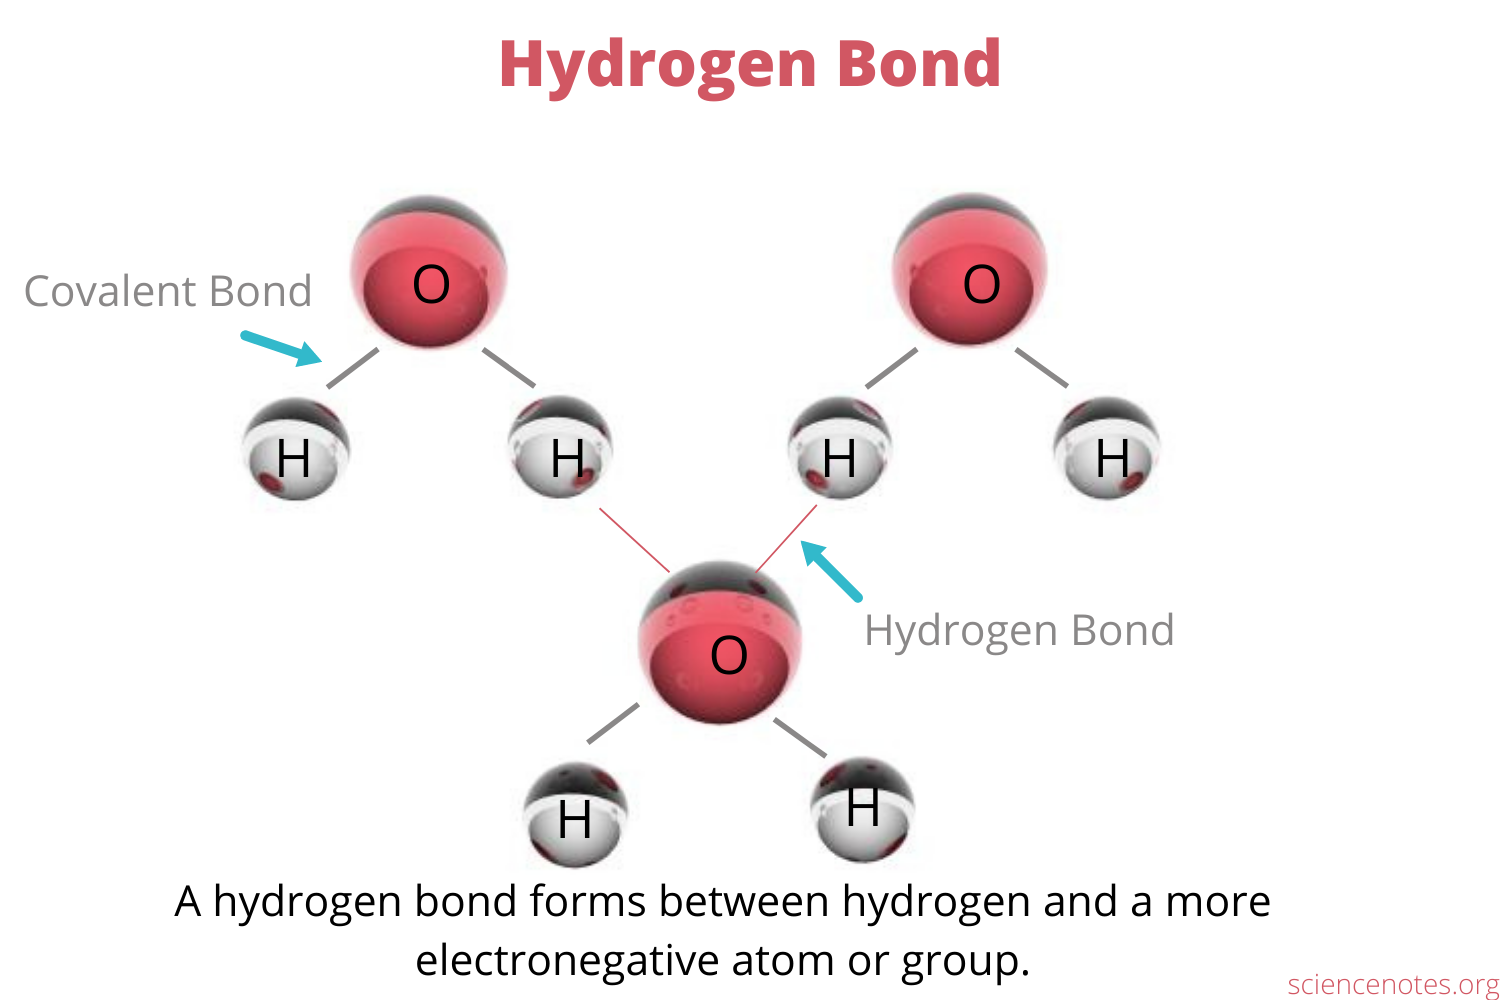 Hydrogen Bond
O
O
Covalent Bond
H
H
H
H
Hydrogen Bond
O
H
H
A hydrogen bond forms between hydrogen and a more
electronegative atom or group.
sciencenotes.org